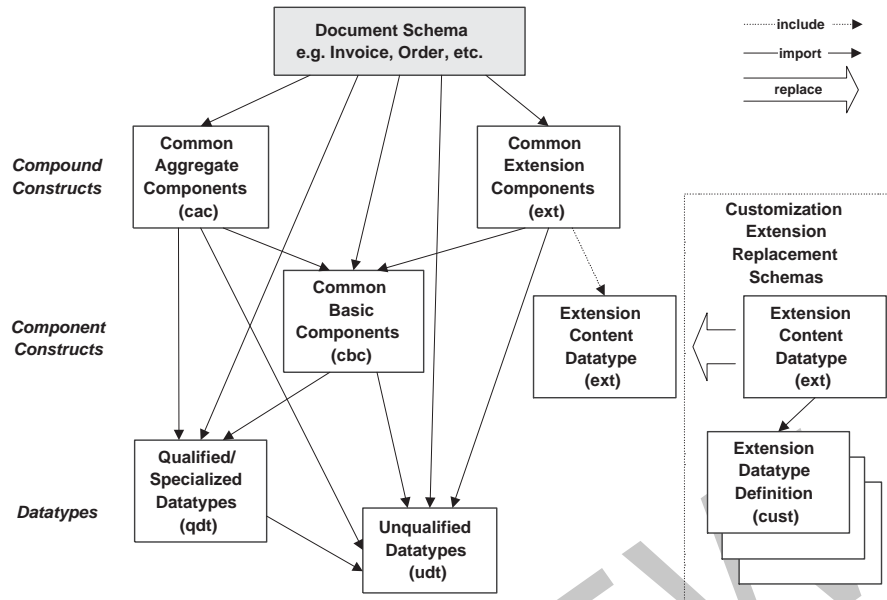 Document Schema
e.g. Invoice, Order, etc.
include
import
replace
Compound
Constructs
Common
Aggregate
Components
(cac)
Common
Extension
Components
(ext)
Customization
Extension
Replacement
Schemas
Component
Constructs
Common
Basic
Components
(cbc)
Extension
Content
Datatype
(ext)
Extension
Content
Datatype
(ext)
Datatypes
Qualified/
Specialized
Datatypes
(qdt)
Unqualified
Datatypes
(udt)
Extension
Datatype
Definition
(cust)